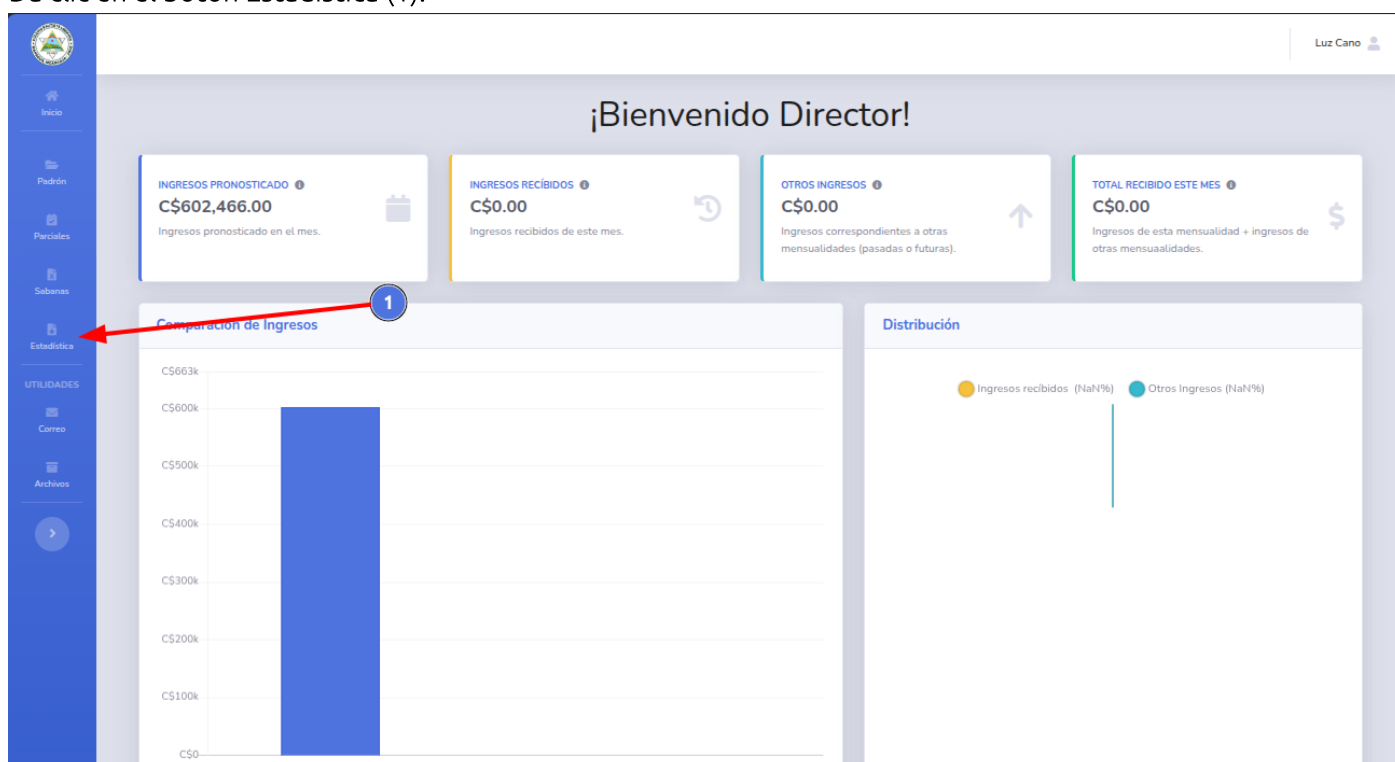 De clic en el botón Estadística (1).
Luz Cano
Inicio
¡Bienvenido Director!
Padrón
Parciales
Sabanas
Estadística
UTILIDADES
Correo
Archivos
INGRESOS PRONOSTICADO
C$602,466.00
Ingresos pronosticado en el mes.
INGRESOS RECÍBIDOS
C$0.00
Ingresos recibidos de este mes.
OTROS INGRESOS
C$0.00
Ingresos correspondientes a otras
mensualidades (pasadas o futuras).
TOTAL RECIBIDO ESTE MES
C$0.00
Ingresos de esta mensualidad + ingresos de
otras mensuaalidades.
1
Comparación de Ingresos
C$663k
C$600k
C$500k
C$400k
C$300k
C$200k
C$100k
C$0
Distribución
Ingresos recíbidos (NaN%)
Otros Ingresos (NaN%)